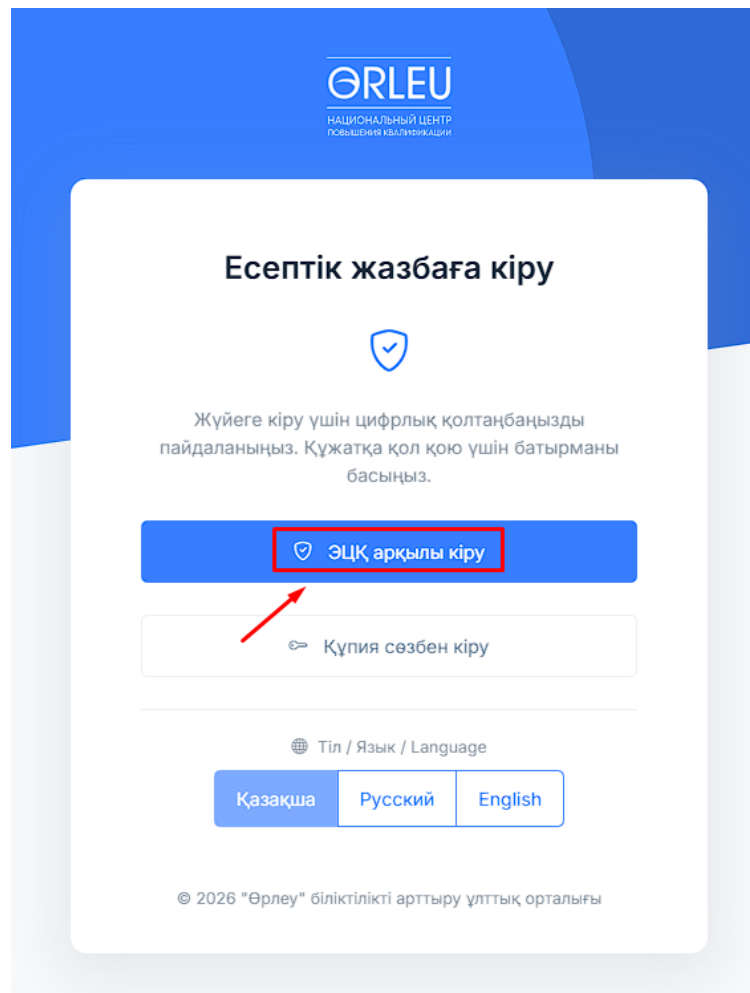 ORLEU
НАЦИОНАЛЬНЫЙ ЦЕНТР
ПОВЫШЕНИЯ КВАЛИФИКАЦИИ
Есептік жазбаға кіру
Жүйеге кіру үшін цифрлық қолтаңбаңызды
пайдаланыңыз. Құжатқа қол қою үшін батырманы
басыңыз.
ЭЦҚ арқылы кіру
Құпия сөзбен кіру
Тіл / Язык / Language
Қазақша Русский English
© 2026 "Өрлеу" біліктілікті арттыру ұлттық орталығы